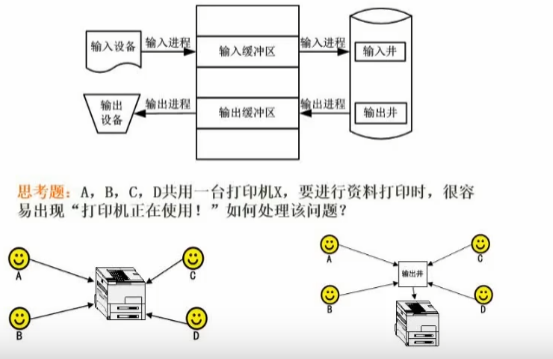 输入设备
输入进程
输入缓冲区
输入进程
输入井
输出
设备
输出进程
输出缓冲区
输出进程
输出井
思考题：A，B，C，D共用一台打印机X，要进行资料打印时，很容
易出现“打印机正在使用！”如何处理该问题？
A
C
B
D
A
C
输出井
B
D